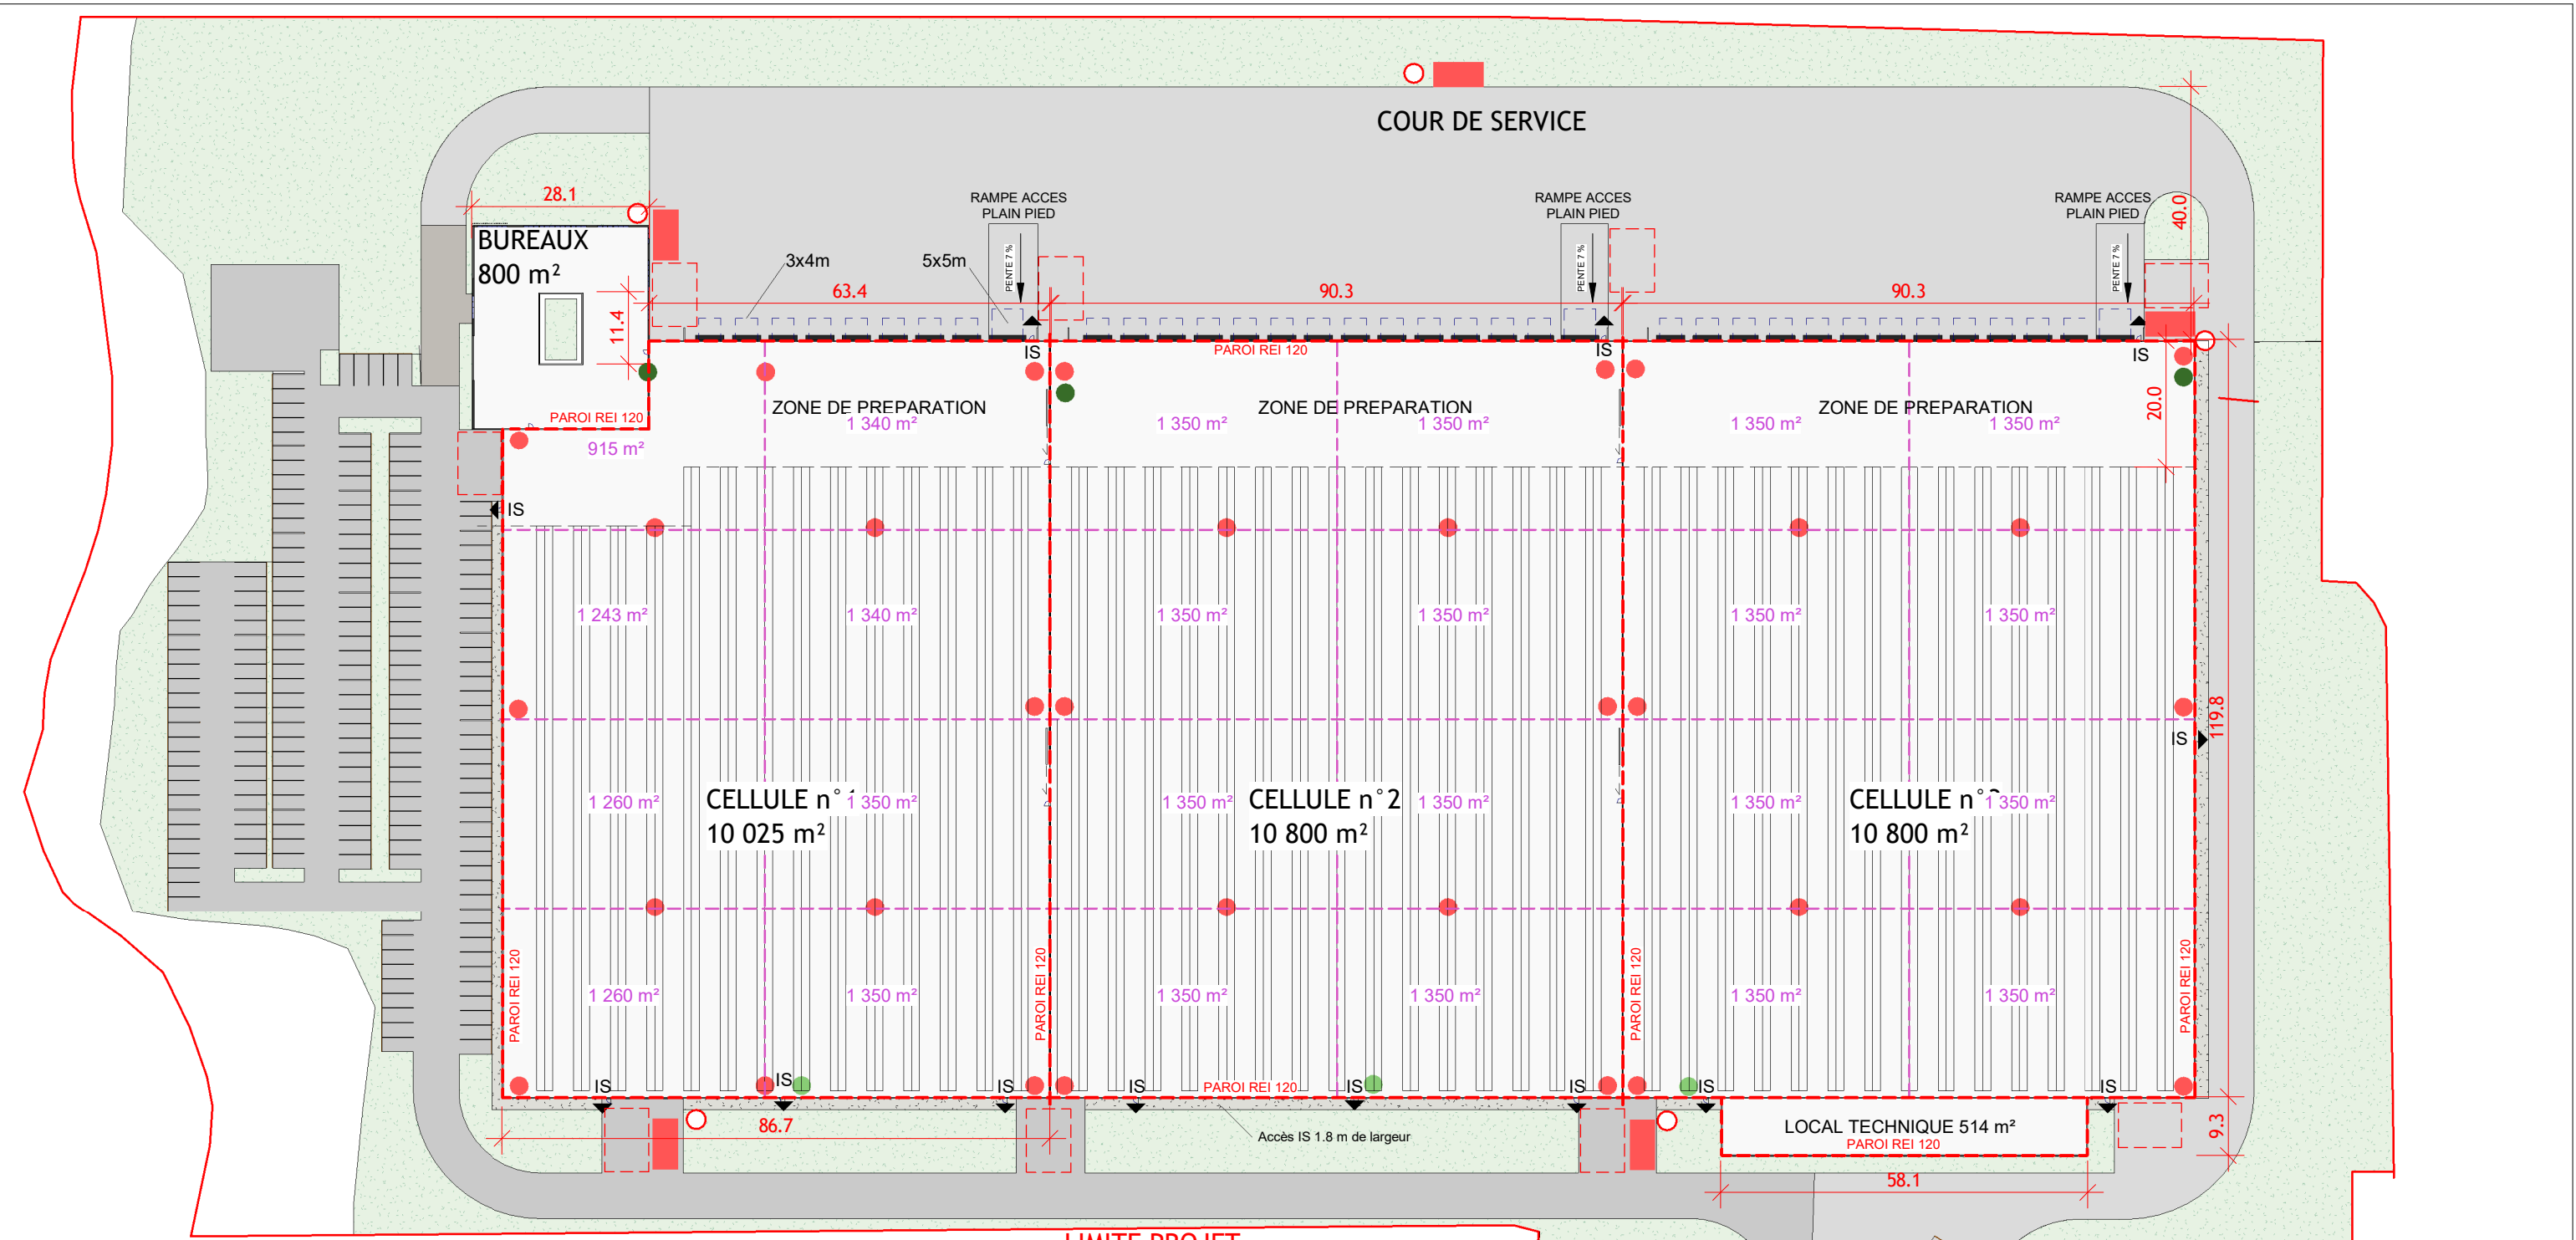 COUR DE SERVICE
28.1
BUREAUX
800 m²
11.4
3x4m
5x5m
RAMPE ACCES
PLAIN PIED
RAMPE ACCES
PLAIN PIED
RAMPE ACCES
PLAIN PIED
PENTE 7 %
PENTE 7 %
PENTE 7 %
40.0
63.4
90.3
90.3
PAROI REI 120
IS
IS
IS
ZONE DE PREPARATION
ZONE DE PREPARATION
ZONE DE PREPARATION
20.0
PAROI REI 120
915 m²
1 340 m²
1 350 m²
1 350 m²
1 350 m²
1 350 m²
IS
1 243 m²
1 340 m²
1 350 m²
1 350 m²
1 350 m²
1 350 m²
119.8
IS
1 260 m²
CELLULE n°
1 350 m²
10 025 m²
1 350 m²
CELLULE n°2
10 800 m²
1 350 m²
1 350 m²
CELLULE n°
1 350 m²
10 800 m²
PAROI REI 120
PAROI REI 120
PAROI REI 120
PAROI REI 120
1 260 m²
1 350 m²
1 350 m²
1 350 m²
1 350 m²
1 350 m²
IS
IS
IS
IS
PAROI REI 120
IS
IS
IS
IS
86.7
Accès IS 1.8 m de largeur
LOCAL TECHNIQUE 514 m²
PAROI REI 120
9.3
58.1
LIMITE PROJET